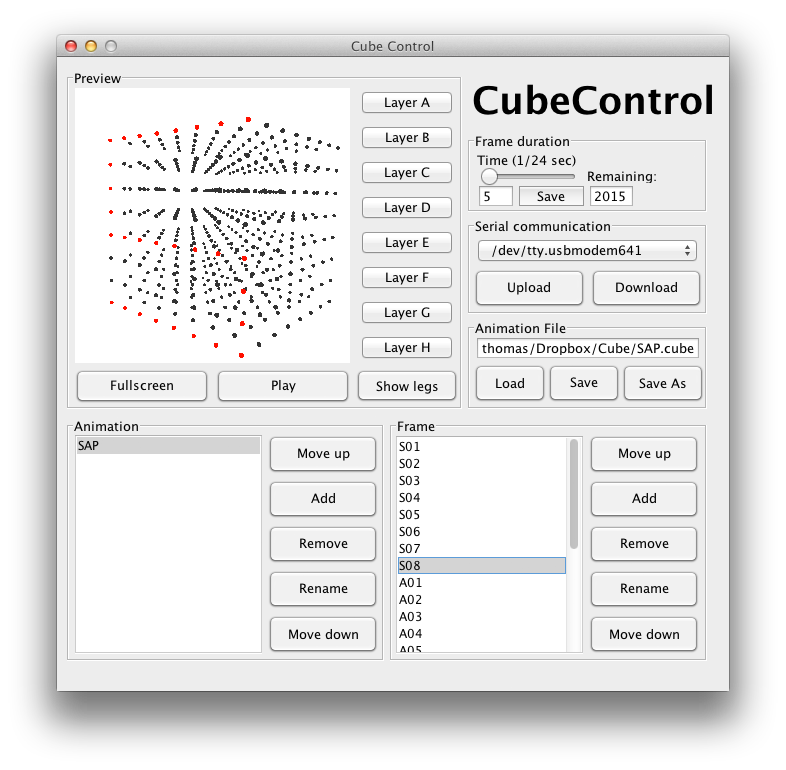 Cube Control
Preview
Layer A
Layer B
Layer C
Layer D
Layer E
Layer F
Layer G
Layer H
Fullscreen
Play
Show legs
CubeControl
Frame duration
Time (1/24 sec)
Remaining:
5
Save
2015
Serial communication
/dev/tty.usbmodem641
Upload
Download
Animation File
thomas/Dropbox/Cube/SAP.cube
Load
Save
Save As
Animation
SAP
Move up
Add
Remove
Rename
Move down
Frame
S01
S02
S03
S04
S05
S06
S07
S08
A01
A02
A03
A04
A05
Move up
Add
Remove
Rename
Move down